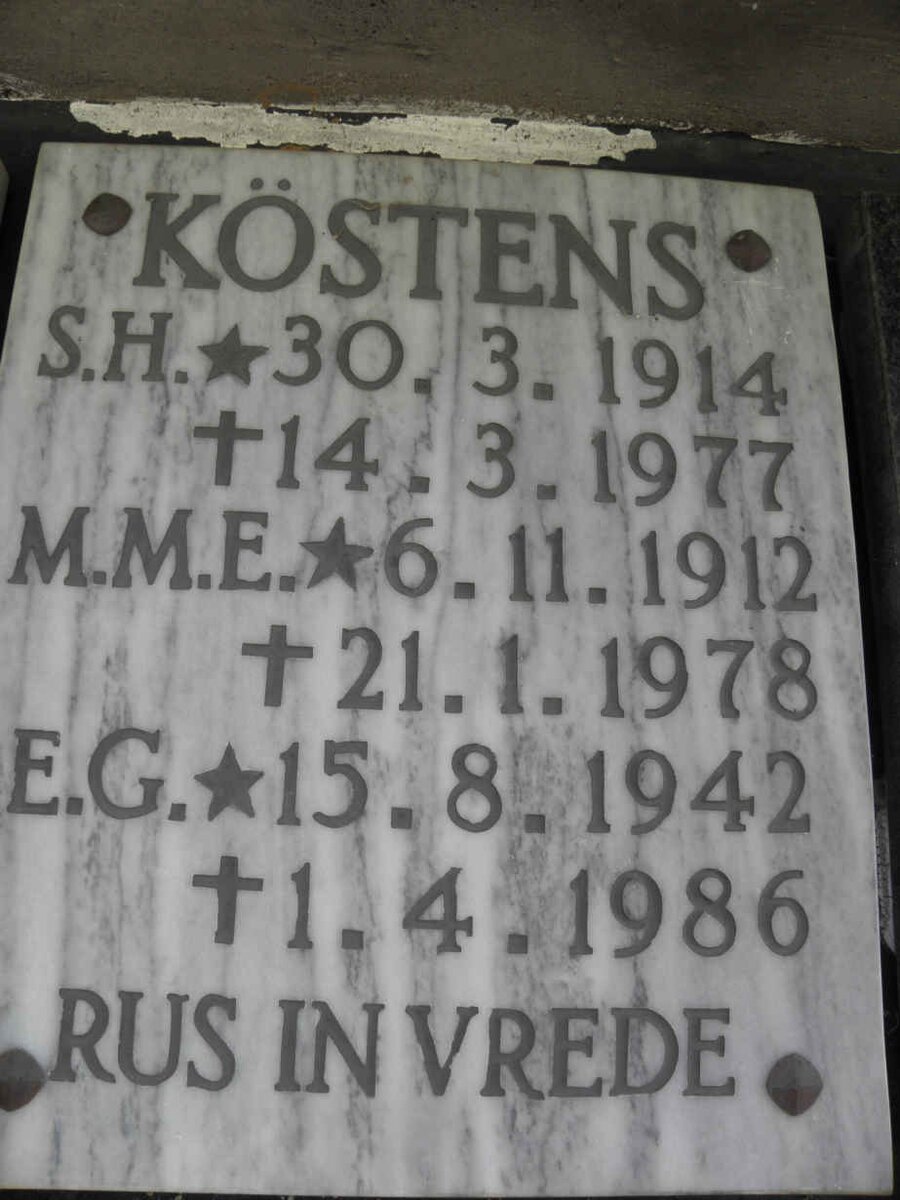 KÖSTENS
S.H.★30.3.1914
✝14.3.1977
M.M.E.★6.11.1912
✝21.1.1978
E.G.★15.8.1942
✝1.4.1986
RUS IN VREDE